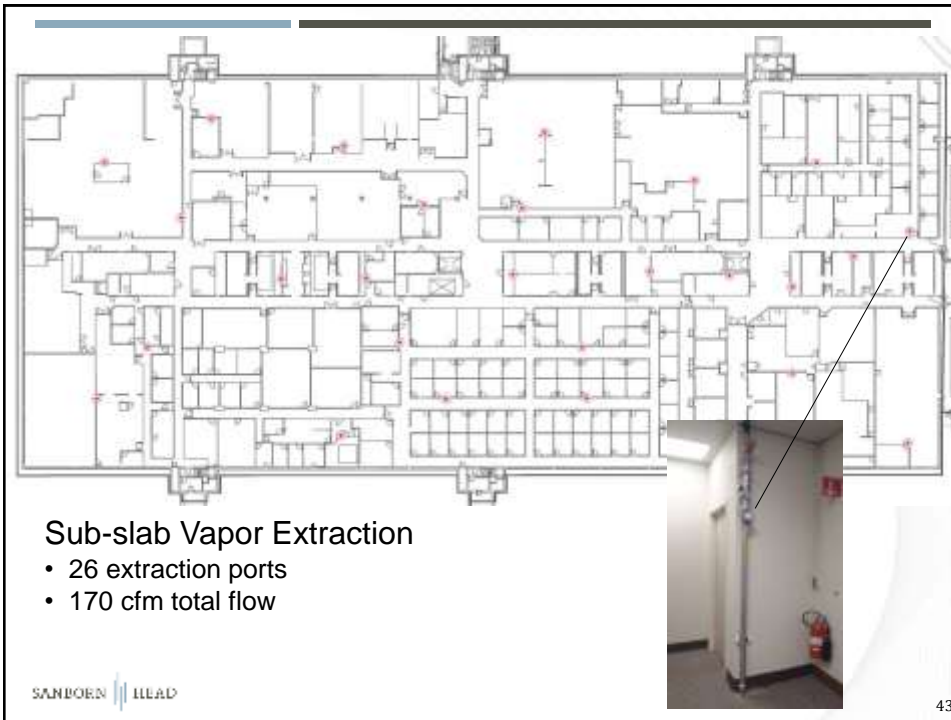 Sub-slab Vapor Extraction
• 26 extraction ports
• 170 cfm total flow
SANBORN HEAD
43